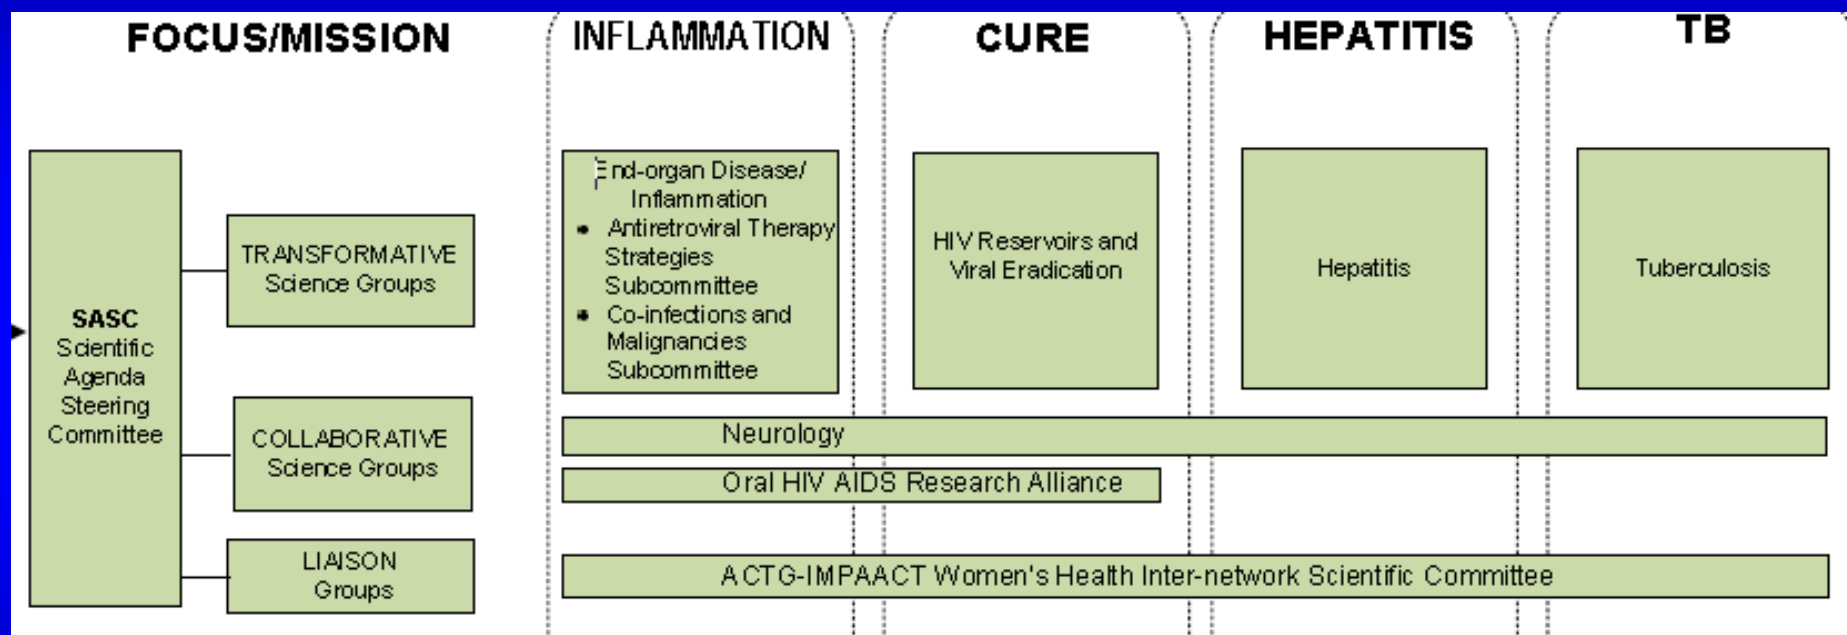 FOCUS/MISSION
INFLAMMATION
CURE
HEPATITIS
TB
SASC
Scientific
Agenda
Steering
Committee
TRANSFORMATIVE
Science Groups
End-organ Disease/
Inflammation
• Antiretroviral Therapy
Strategies
Subcommittee
• Co-infections and
Malignancies
Subcommittee
HIV Reservoirs and
Viral Eradication
Hepatitis
Tuberculosis
COLLABORATIVE
Science Groups
Neurology
Oral HIV AIDS Research Alliance
LIAISON
Groups
ACTG-IMPAACT Women's Health Inter-network Scientific Committee